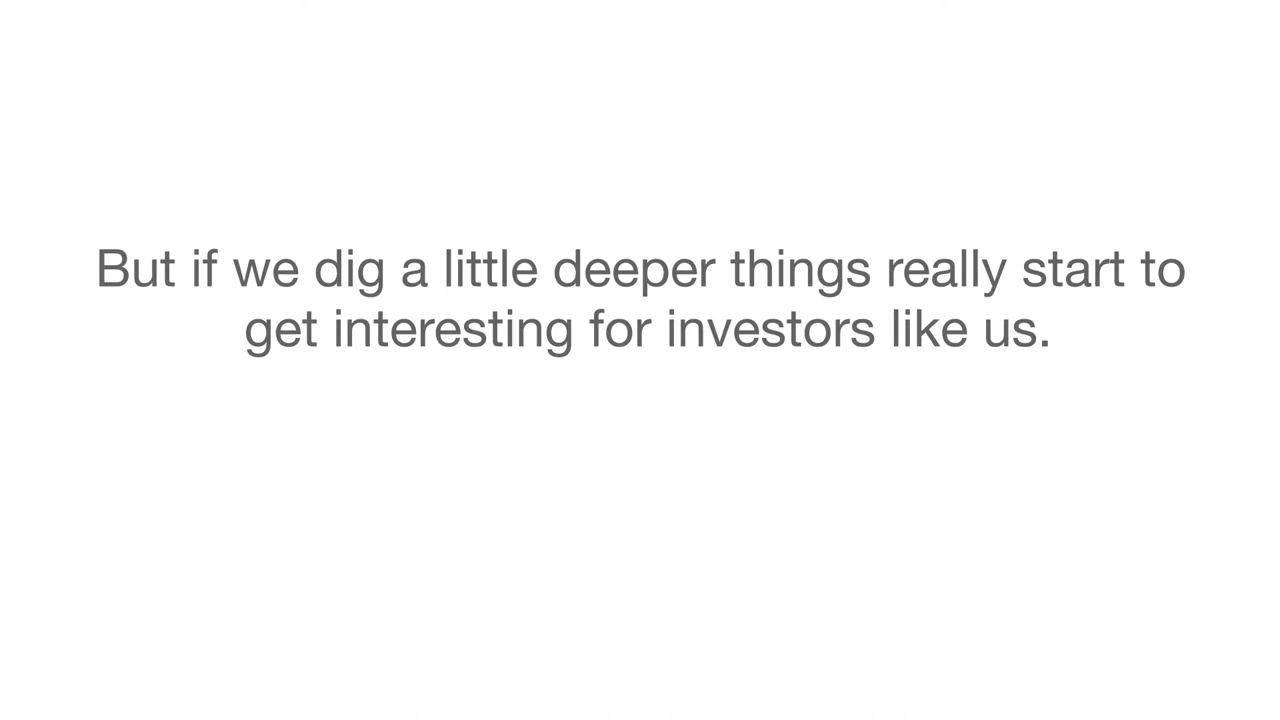 But if we dig a little deeper things really start to
get interesting for investors like us.